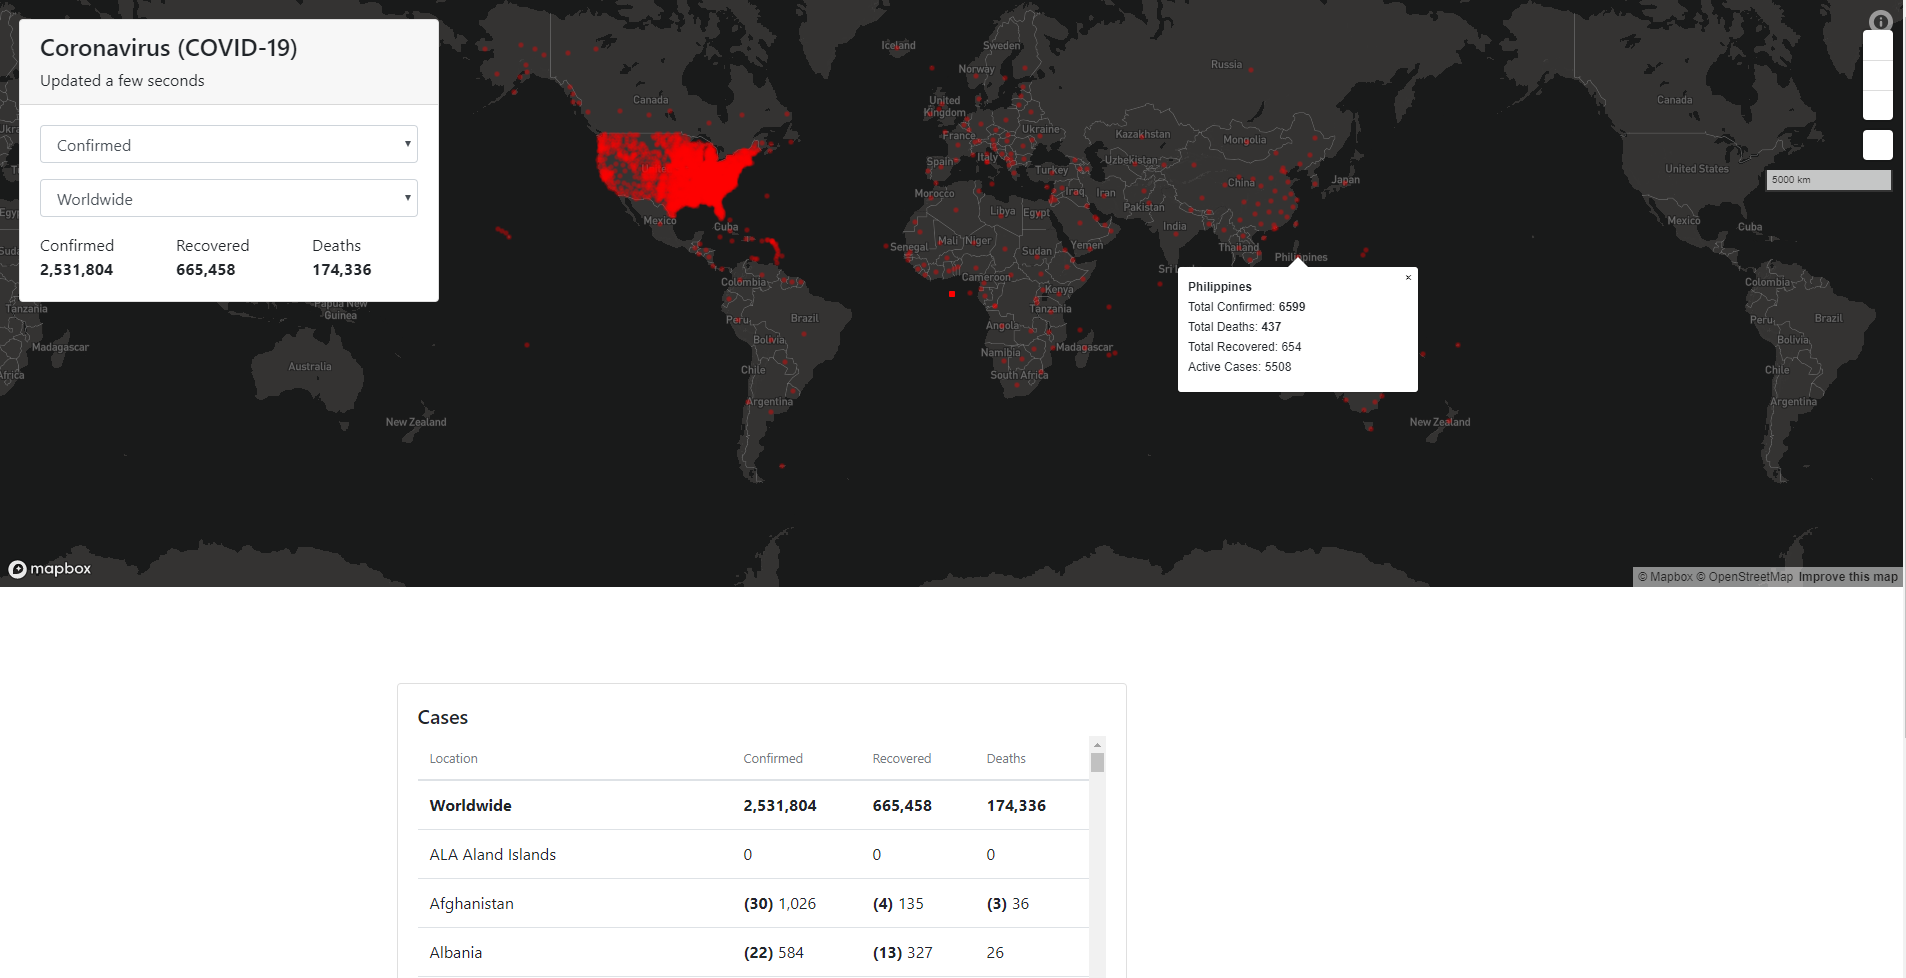 Coronavirus (COVID-19)
Updated a few seconds
Confirmed
Worldwide
Confirmed Recovered Deaths
2,531,804 665,458 174,336
Iceland
Sweden
Norway
Russia
Canada
United
Kingdom
Ukraine
France
Kazakhstan
Mongolia
Italy
Uzbekistan
Spain
Turkey
China
Japan
Morocco
Iraq
Iran
Pakistan
Libya
Egypt
Mexico
Cuba
India
Senegal
Mali
Niger
Sudan
Yemen
Thailand
Philippines
Cameroon
Colombia
Kenya
Tanzania
Peru
Brazil
Angola
Bolivia
Madagascar
Namibia
Chile
South Africa
Argentina
New Zealand
Canada
United States
Mexico
Cuba
Colombia
Peru
Brazil
Bolivia
Chile
Argentina
Papua New
Guinea
Tanzania
Madagascar
Australia
New Zealand
5000 km
×
Philippines
Total Confirmed: 6599
Total Deaths: 437
Total Recovered: 654
Active Cases: 5508
mapbox
© Mapbox © OpenStreetMap Improve this map
Cases
Location Confirmed Recovered Deaths
Worldwide 2,531,804 665,458 174,336
ALA Aland Islands 0 0 0
Afghanistan (30) 1,026 (4) 135 (3) 36
Albania (22) 584 (13) 327 26